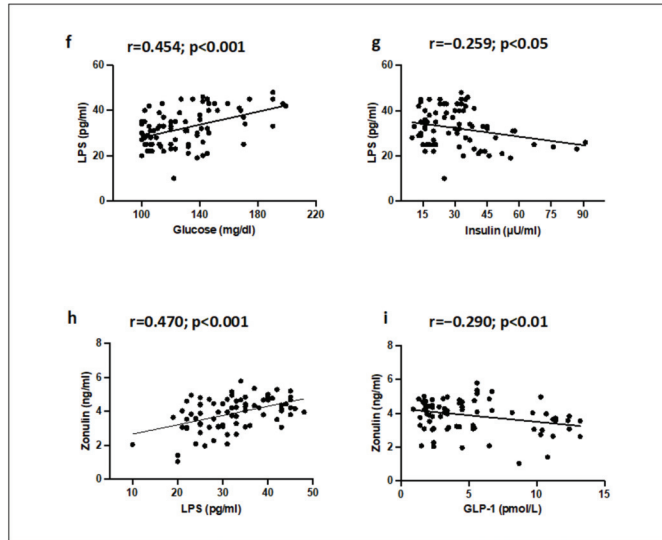 f
r=0.454; p<0.001
60
40
20
0
LPS (pg/ml)
100
140
180
220
Glucose (mg/dl)
g
r=−0.259; p<0.05
60
40
20
0
LPS (pg/ml)
15
30
45
60
75
90
Insulin (µU/ml)
h
r=0.470; p<0.001
8
6
4
2
0
Zonulin (ng/ml)
10
20
30
40
50
LPS (pg/ml)
i
r=−0.290; p<0.01
8
6
4
2
0
Zonulin (ng/ml)
0
5
10
15
GLP-1 (pmol/L)